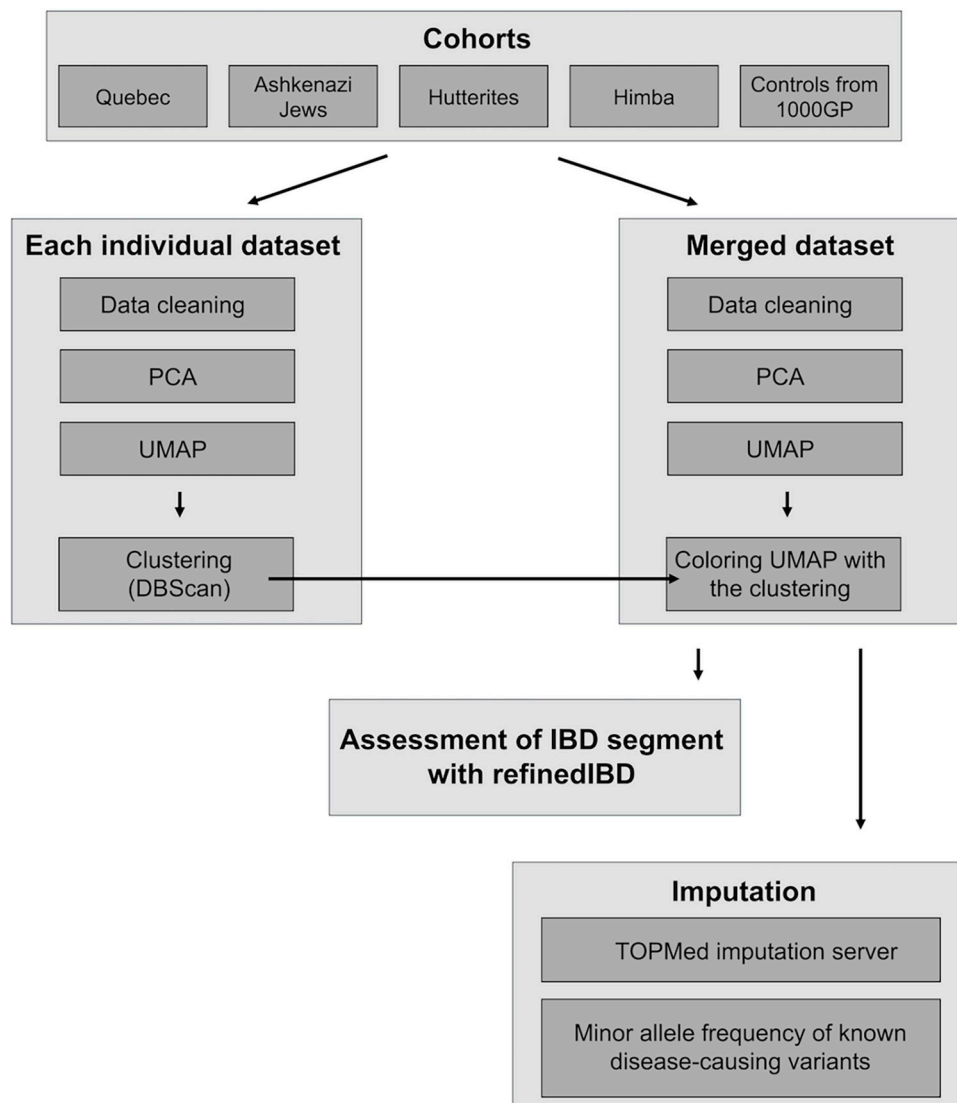 Cohorts
Quebec
Ashkenazi
Jews
Hutterites
Himba
Controls from
1000GP
Each individual dataset
Data cleaning
PCA
UMAP
Clustering
(DBScan)
Merged dataset
Data cleaning
PCA
UMAP
Coloring UMAP with
the clustering
Assessment of IBD segment
with refinedIBD
Imputation
TOPMed imputation server
Minor allele frequency of known
disease-causing variants